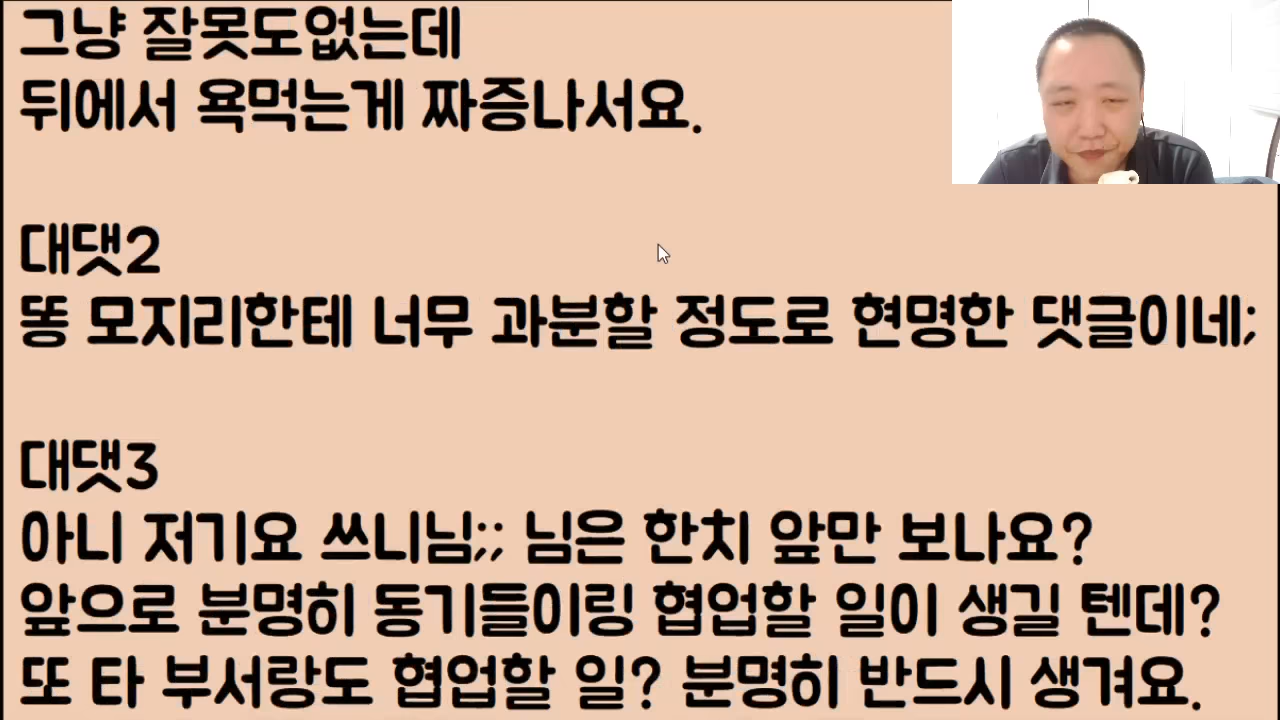 그냥 잘못도없는데
뒤에서 욕먹는게 짜증나서요.
대댓2
똥 모지리한테 너무 과분할 정도로 현명한 댓글이네;
대댓3
아니 저기요 쓰니님;; 님은 한치 앞만 보나요?
앞으로 분명히 동기들이링 협업할 일이 생길 텐데?
또 타 부서랑도 협업할 일? 분명히 반드시 생겨요.